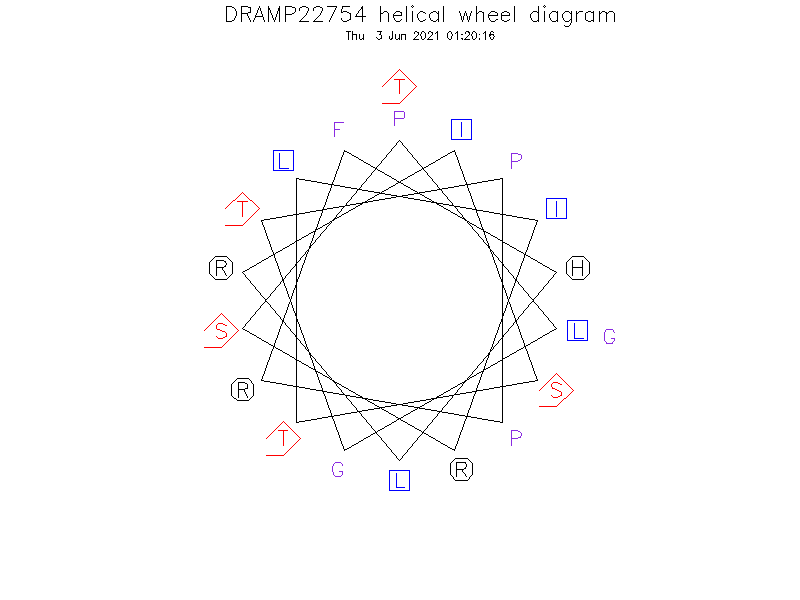 DRAMP22754 helical wheel diagram
Thu 3 Jun 2021 01:20:16
T
F P I
L P
T I
R H
S L G
R S
T P
G R
L